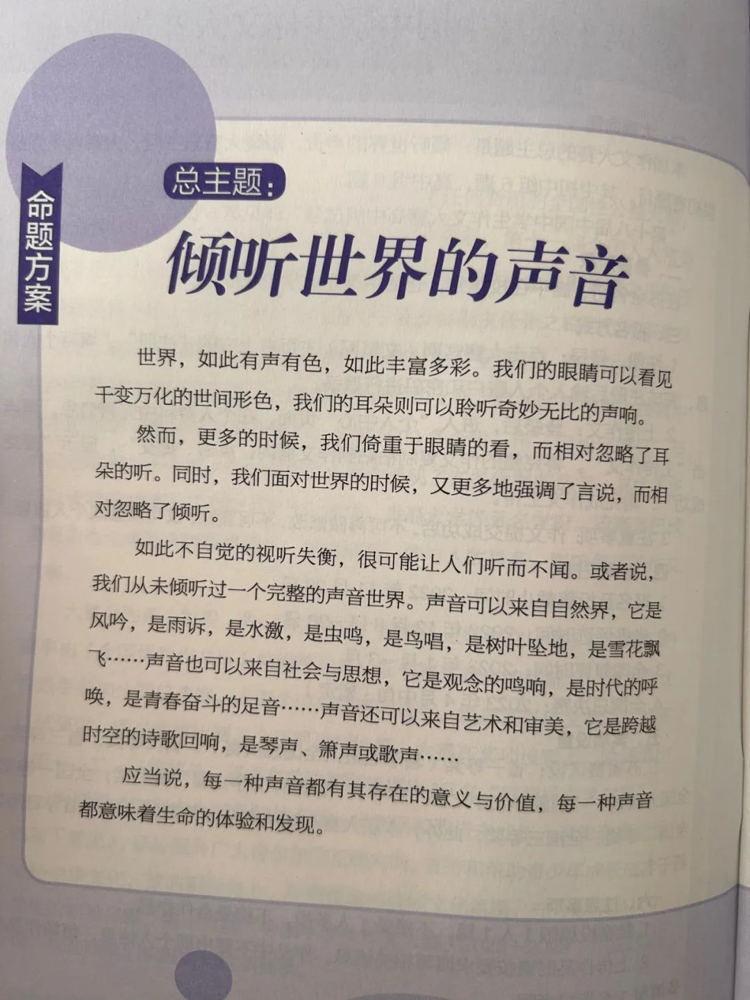 命题方案
总主题：
倾听世界的声音
世界，如此有声有色，如此丰富多彩。我们的眼睛可以看见
千变万化的世间形色，我们的耳朵则可以聆听奇妙无比的声响。
然而，更多的时候，我们倚重于眼睛的看，而相对忽略了耳
朵的听。同时，我们面对世界的时候，又更多地强调了言说，而相
对忽略了倾听。
如此不自觉的视听失衡，很可能让人们听而不闻。或者说，
我们从未倾听过一个完整的声音世界。声音可以来自自然界，它是
风吟，是雨诉，是水激，是虫鸣，是鸟唱，是树叶坠地，是雪花飘
飞……声音也可以来自社会与思想，它是观念的鸣响，是时代的呼
唤，是青春奋斗的足音……声音还可以来自艺术和审美，它是跨越
时空的诗歌回响，是琴声、箫声或歌声……
应当说，每一种声音都有其存在的意义与价值，每一种声音
都意味着生命的体验和发现。